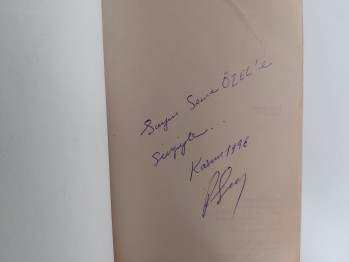 Sayın Sema ÖZEL'e
Sevgiyle...
Kasım 1996